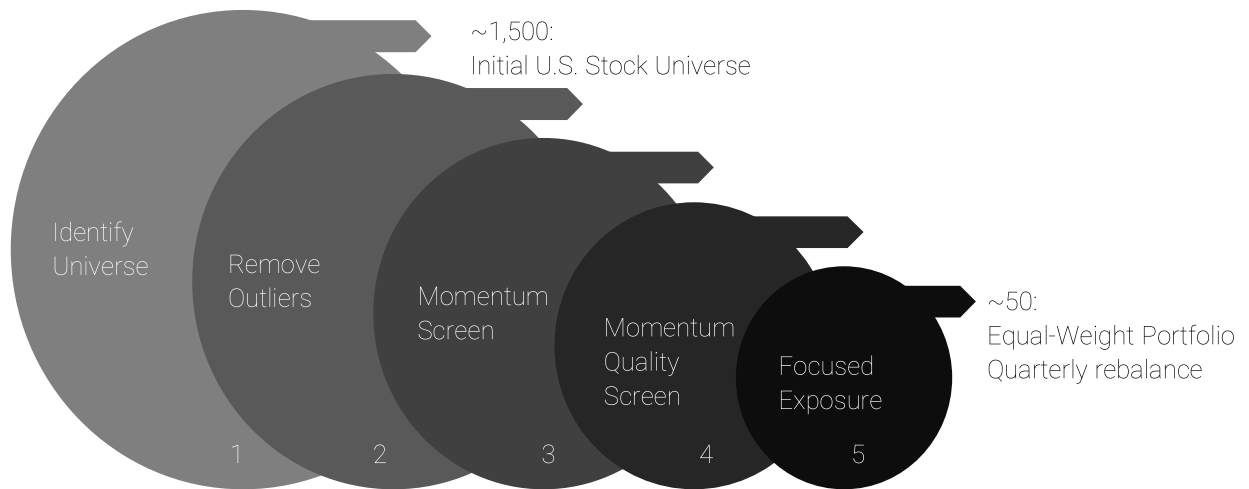 ~1,500:
Initial U.S. Stock Universe
Identify
Universe
1
Remove
Outliers
2
Momentum
Screen
3
Momentum
Quality
Screen
4
Focused
Exposure
5
~50:
Equal-Weight Portfolio
Quarterly rebalance